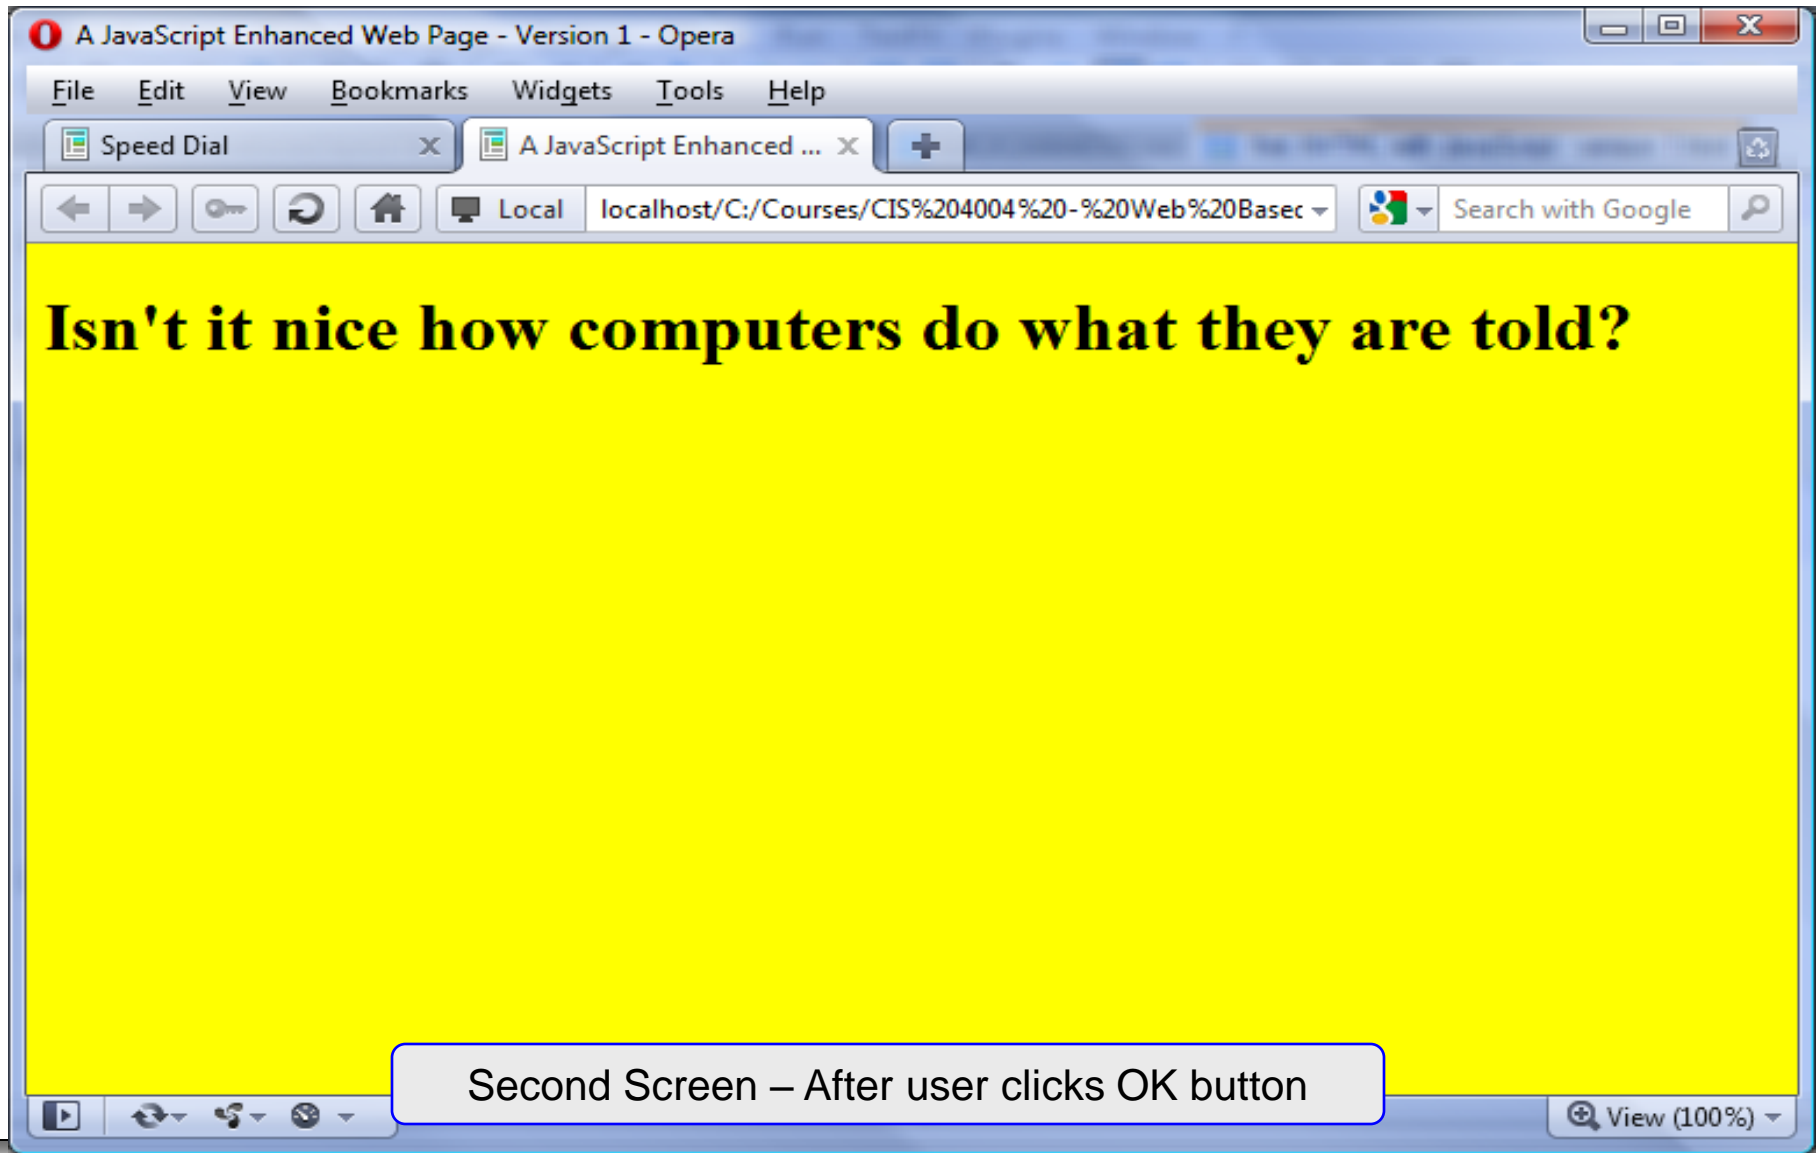 A JavaScript Enhanced Web Page - Version 1 - Opera
File Edit View Bookmarks Widgets Tools Help
Speed Dial A JavaScript Enhanced ...
Local localhost/C:/Courses/CIS%204004%20-%20Web%20Based Search with Google
Isn't it nice how computers do what they are told?
Second Screen – After user clicks OK button
View (100%)